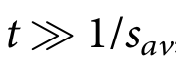 t ≫ 1/s_av